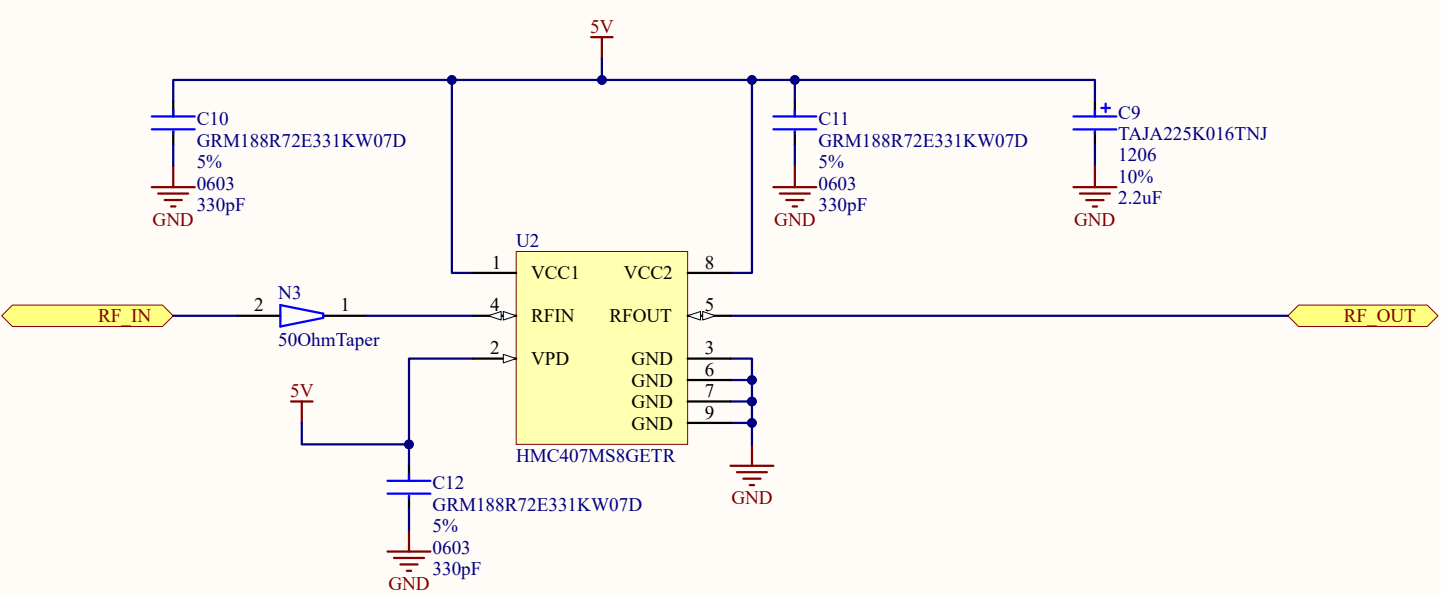 5V
C10
GRM188R72E331KW07D
5%
0603
330pF
GND
C11
GRM188R72E331KW07D
5%
0603
330pF
GND
+
C9
TAJA225K016TNJ
1206
10%
2.2uF
GND
U2
1 VCC1 VCC2 8
RF_IN 2 N3 1 4 RFIN RFOUT 5 RF_OUT
50OhmTaper
2 VPD GND 3
GND 6
GND 7
GND 9
HMC407MS8GETR
GND
5V
C12
GRM188R72E331KW07D
5%
0603
330pF
GND